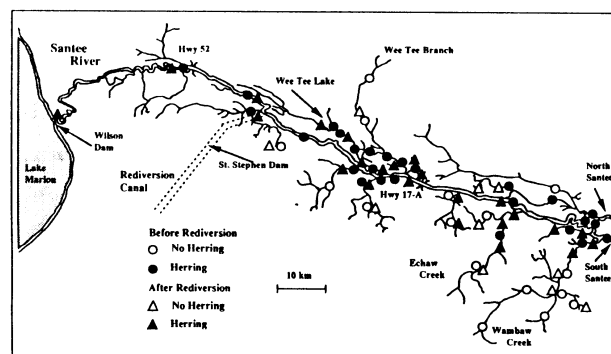 Santee
River
Hwy 52
Wee Tee Branch
Wee Tee Lake
Wilson
Dam
Lake
Marion
St. Stephen Dam
Rediversion
Canal
Hwy 17-A
North
Santee
South
Santee
Before Rediversion
No Herring
Herring
After Rediversion
No Herring
Herring
10 km
Echaw
Creek
Wambaw
Creek